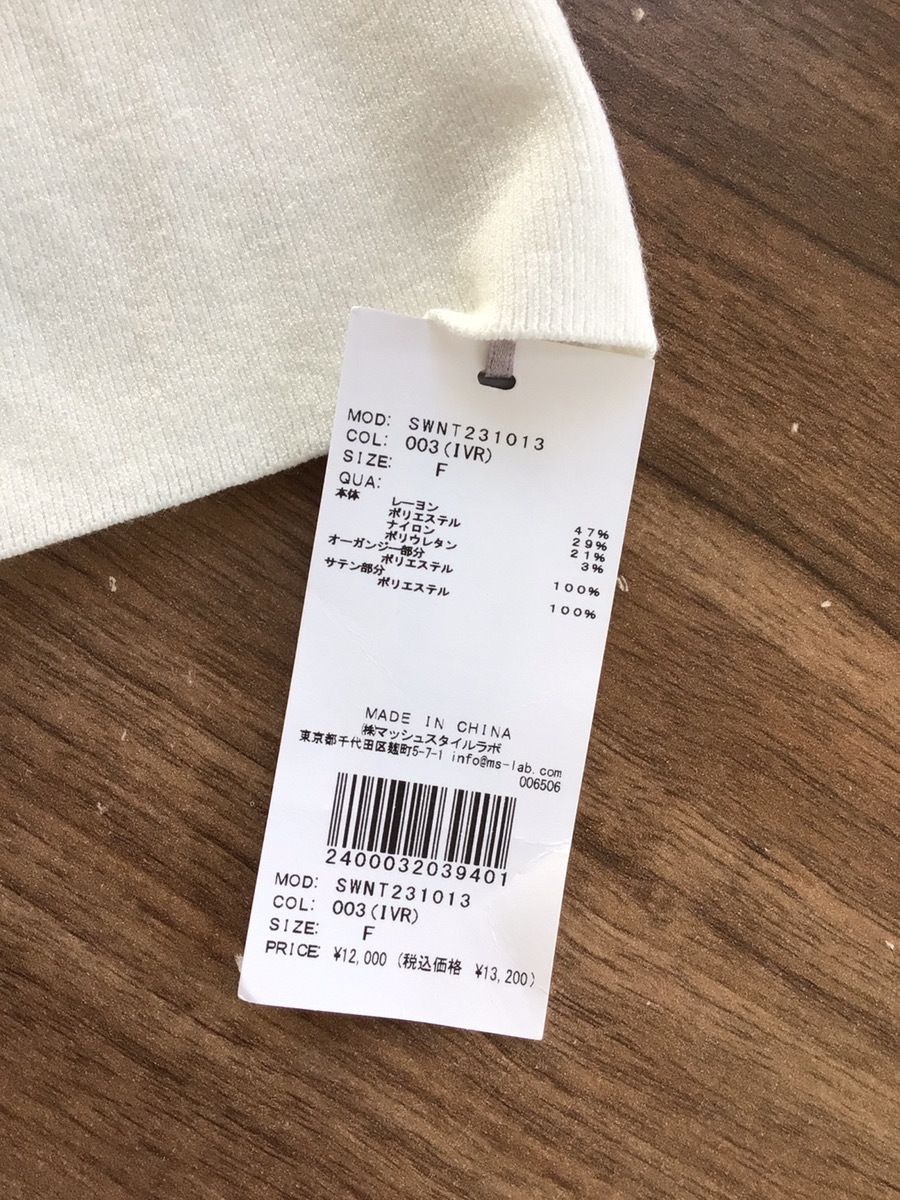 MOD: SWNT231013
COL: 003(IVR)
SIZE: F
QUA:
本体
レーヨン 47%
ポリエステル 29%
ナイロン 21%
ポリウレタン 3%
オーガンジー部分
ポリエステル 100%
サテン部分
ポリエステル 100%
MADE IN CHINA
㈱マッシュスタイルラボ
東京都千代田区麹町5-7-1 info@ms-lab.com
006506
2400032039401
MOD: SWNT231013
COL: 003(IVR)
SIZE: F
PRICE: ¥12,000 (税込価格 ¥13,200)